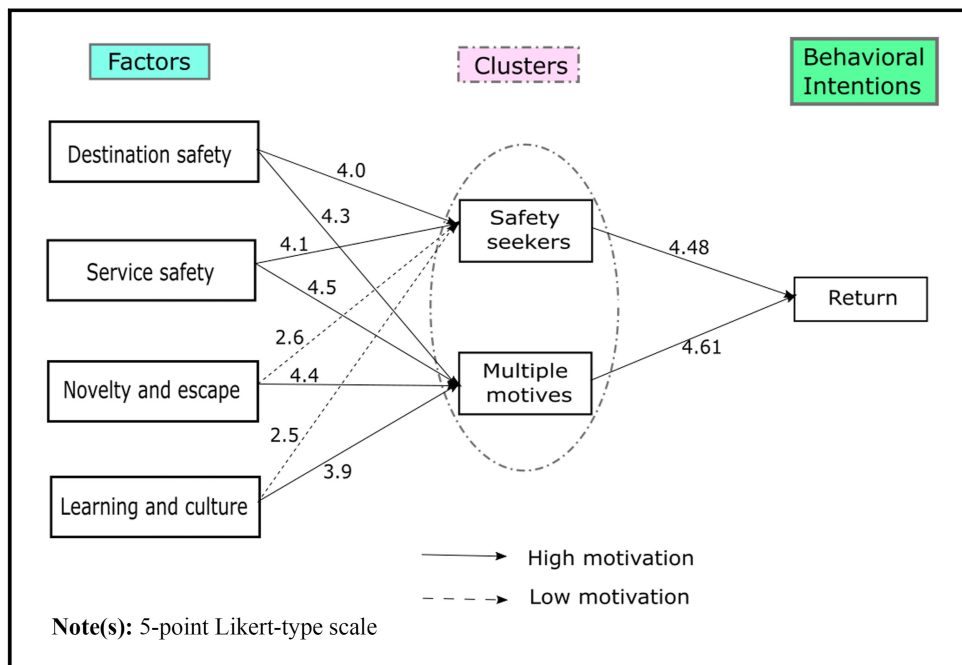 Factors
Clusters
Behavioral
Intentions
Destination safety
4.0
4.3
Safety
seekers
4.1
Service safety
4.48
4.5
Return
2.6
4.61
Novelty and escape
4.4
Multiple
motives
2.5
3.9
Learning and culture
High motivation
Low motivation
Note(s): 5-point Likert-type scale